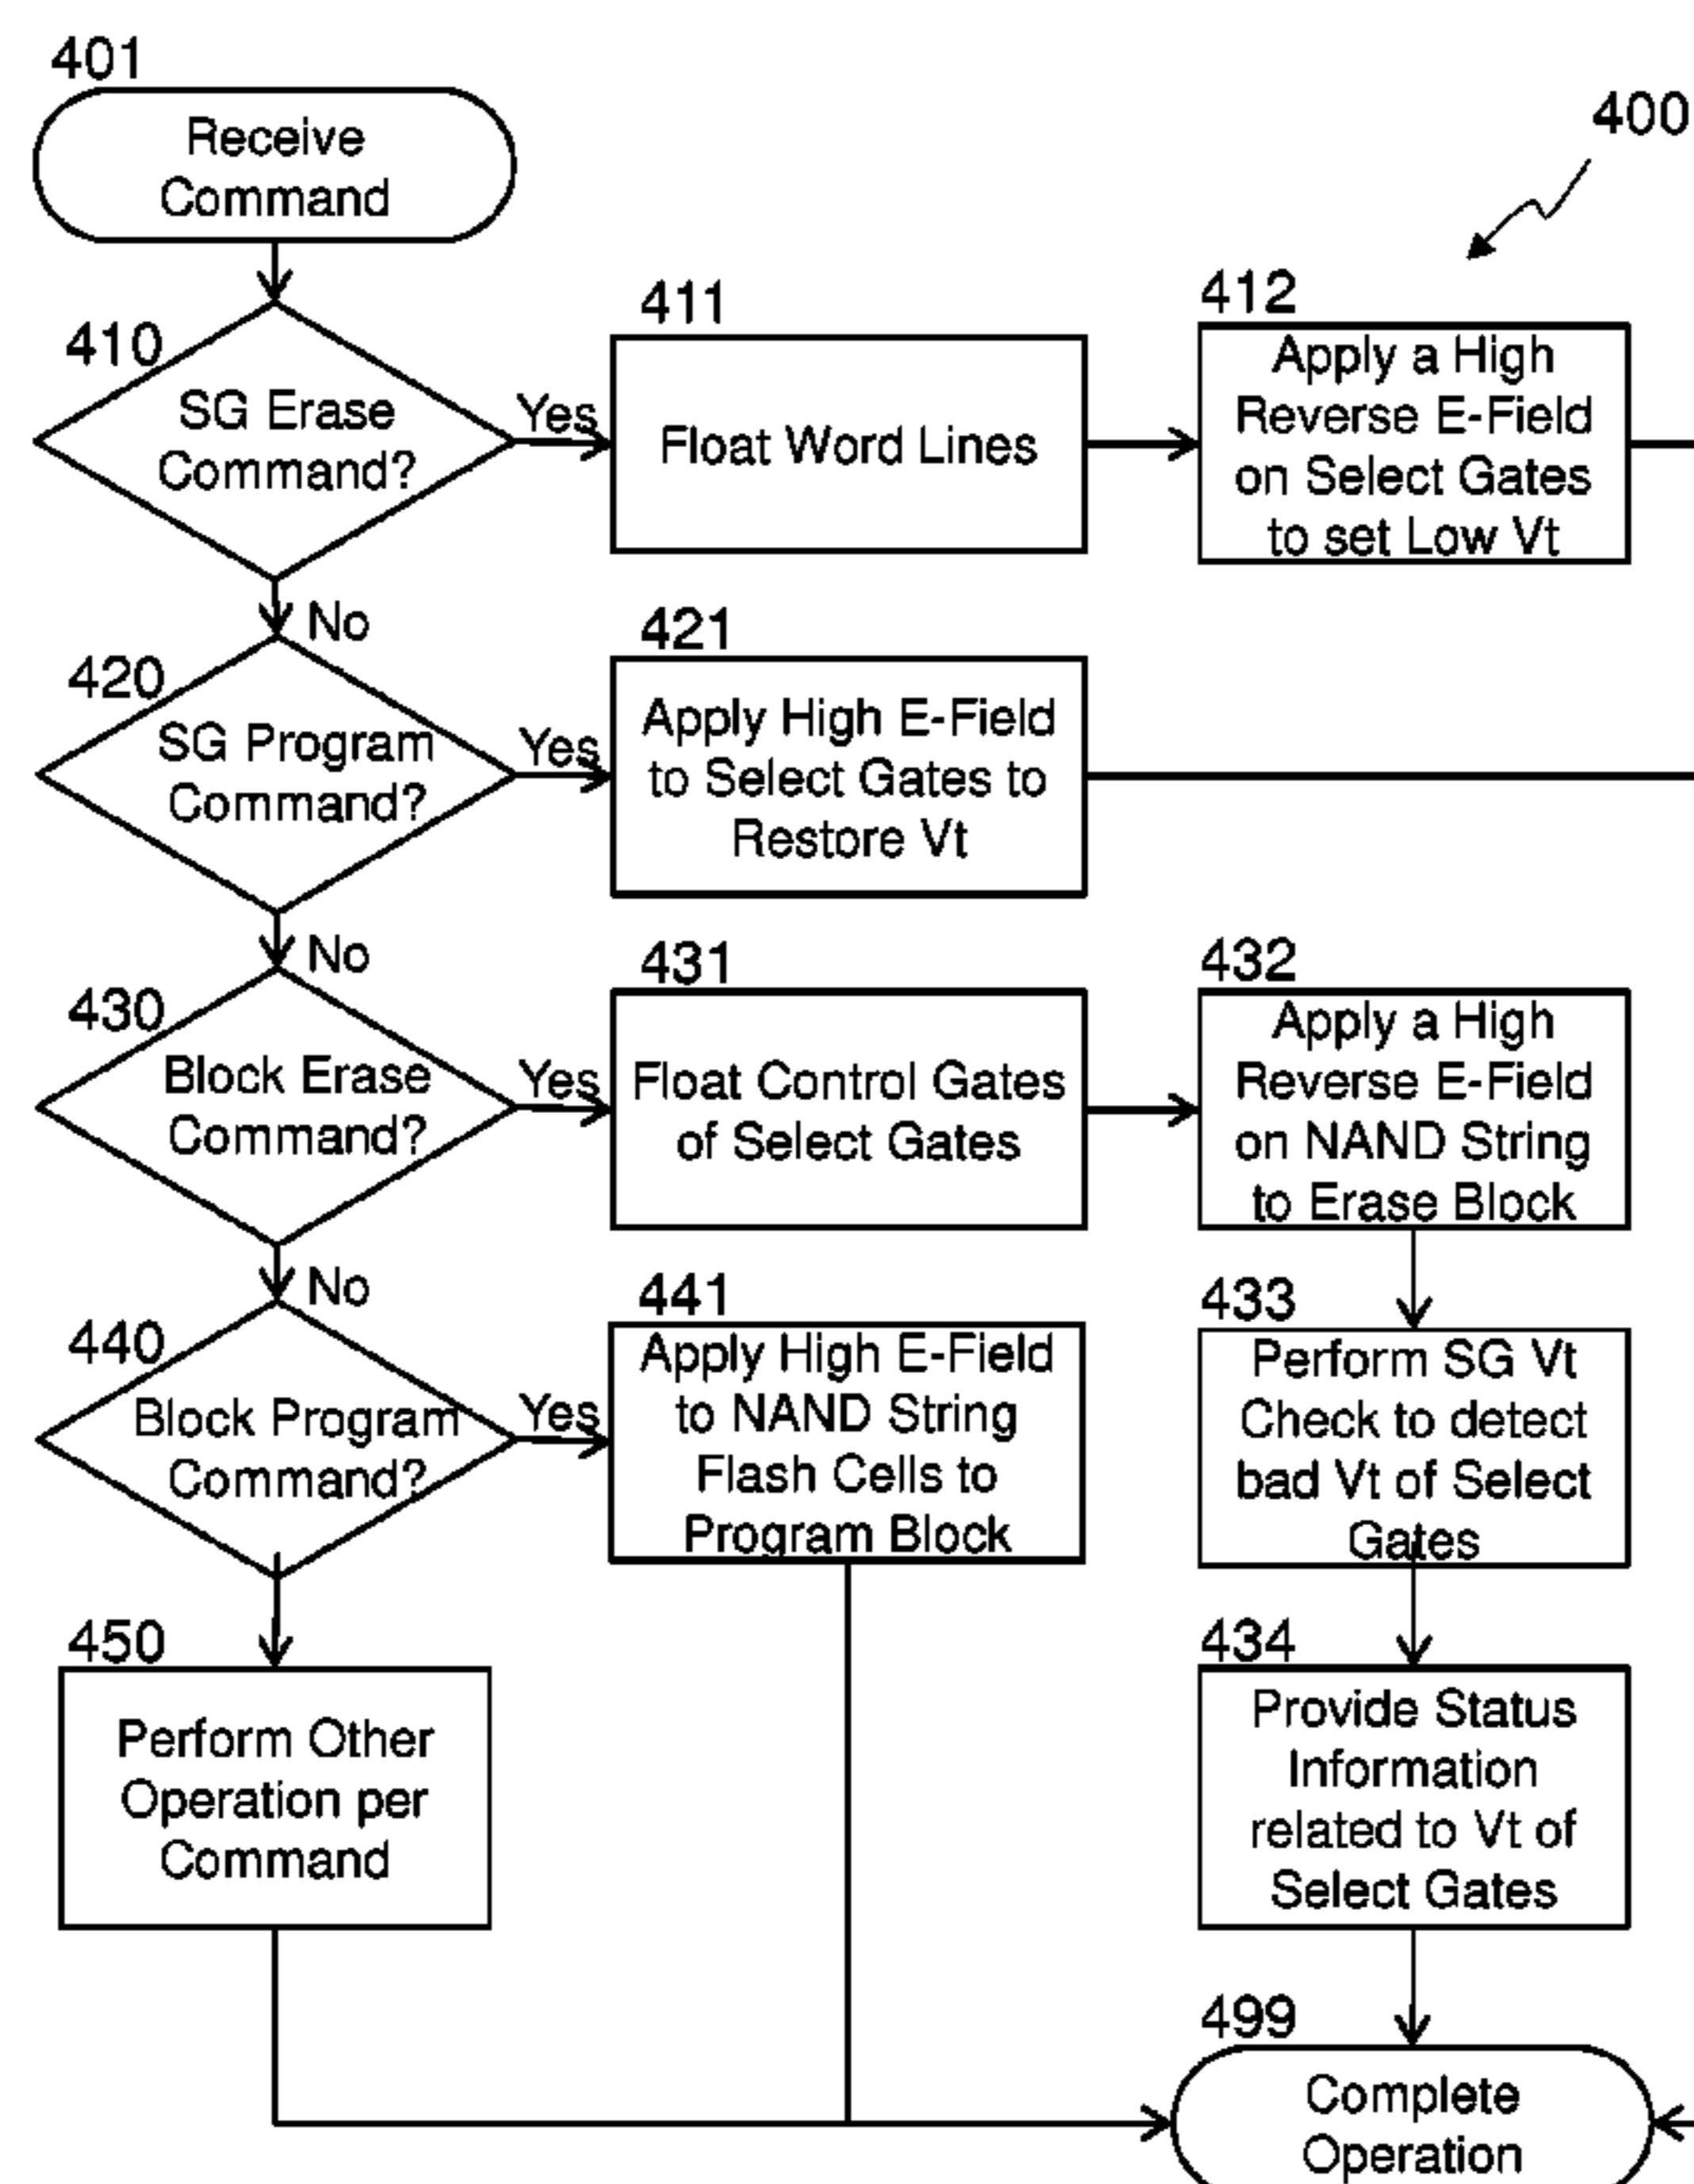 401
Receive
Command
400
410
SG Erase
Command?
Yes
No
411
Float Word Lines
412
Apply a High
Reverse E-Field
on Select Gates
to set Low Vt
420
SG Program
Command?
Yes
No
421
Apply High E-Field
to Select Gates to
Restore Vt
430
Block Erase
Command?
Yes
No
431
Float Control Gates
of Select Gates
432
Apply a High
Reverse E-Field
on NAND String
to Erase Block
440
Block Program
Command?
Yes
441
Apply High E-Field
to NAND String
Flash Cells to
Program Block
433
Perform SG Vt
Check to detect
bad Vt of Select
Gates
450
Perform Other
Operation per
Command
434
Provide Status
Information
related to Vt of
Select Gates
499
Complete
Operation